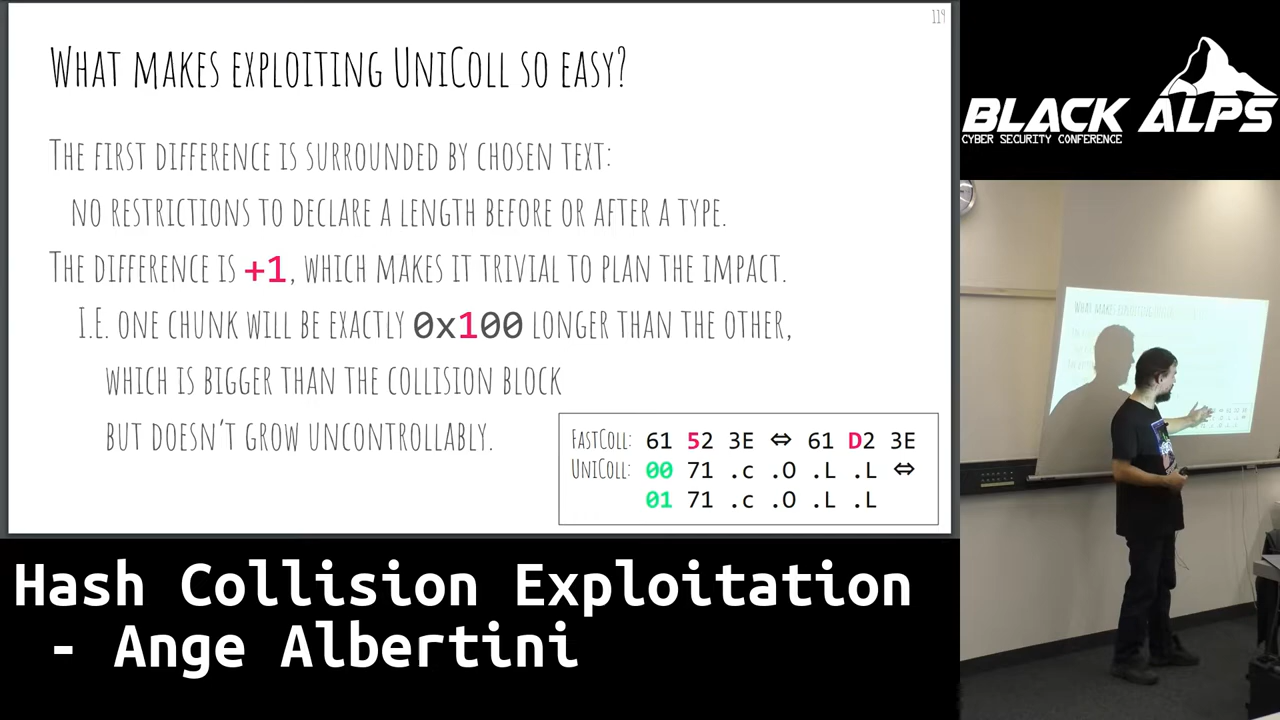 119
What makes exploiting UniColl so easy?
The first difference is surrounded by chosen text:
no restrictions to declare a length before or after a type.
The difference is +1, which makes it trivial to plan the impact.
I.e. one chunk will be exactly 0x100 longer than the other,
which is bigger than the collision block
but doesn't grow uncontrollably.
FastColl: 61 52 3E ⇔ 61 D2 3E
UniColl: 00 71 .c .O .L .L ⇔
01 71 .c .O .L .L
BLACK ALPS
CYBER SECURITY CONFERENCE
Hash Collision Exploitation
- Ange Albertini